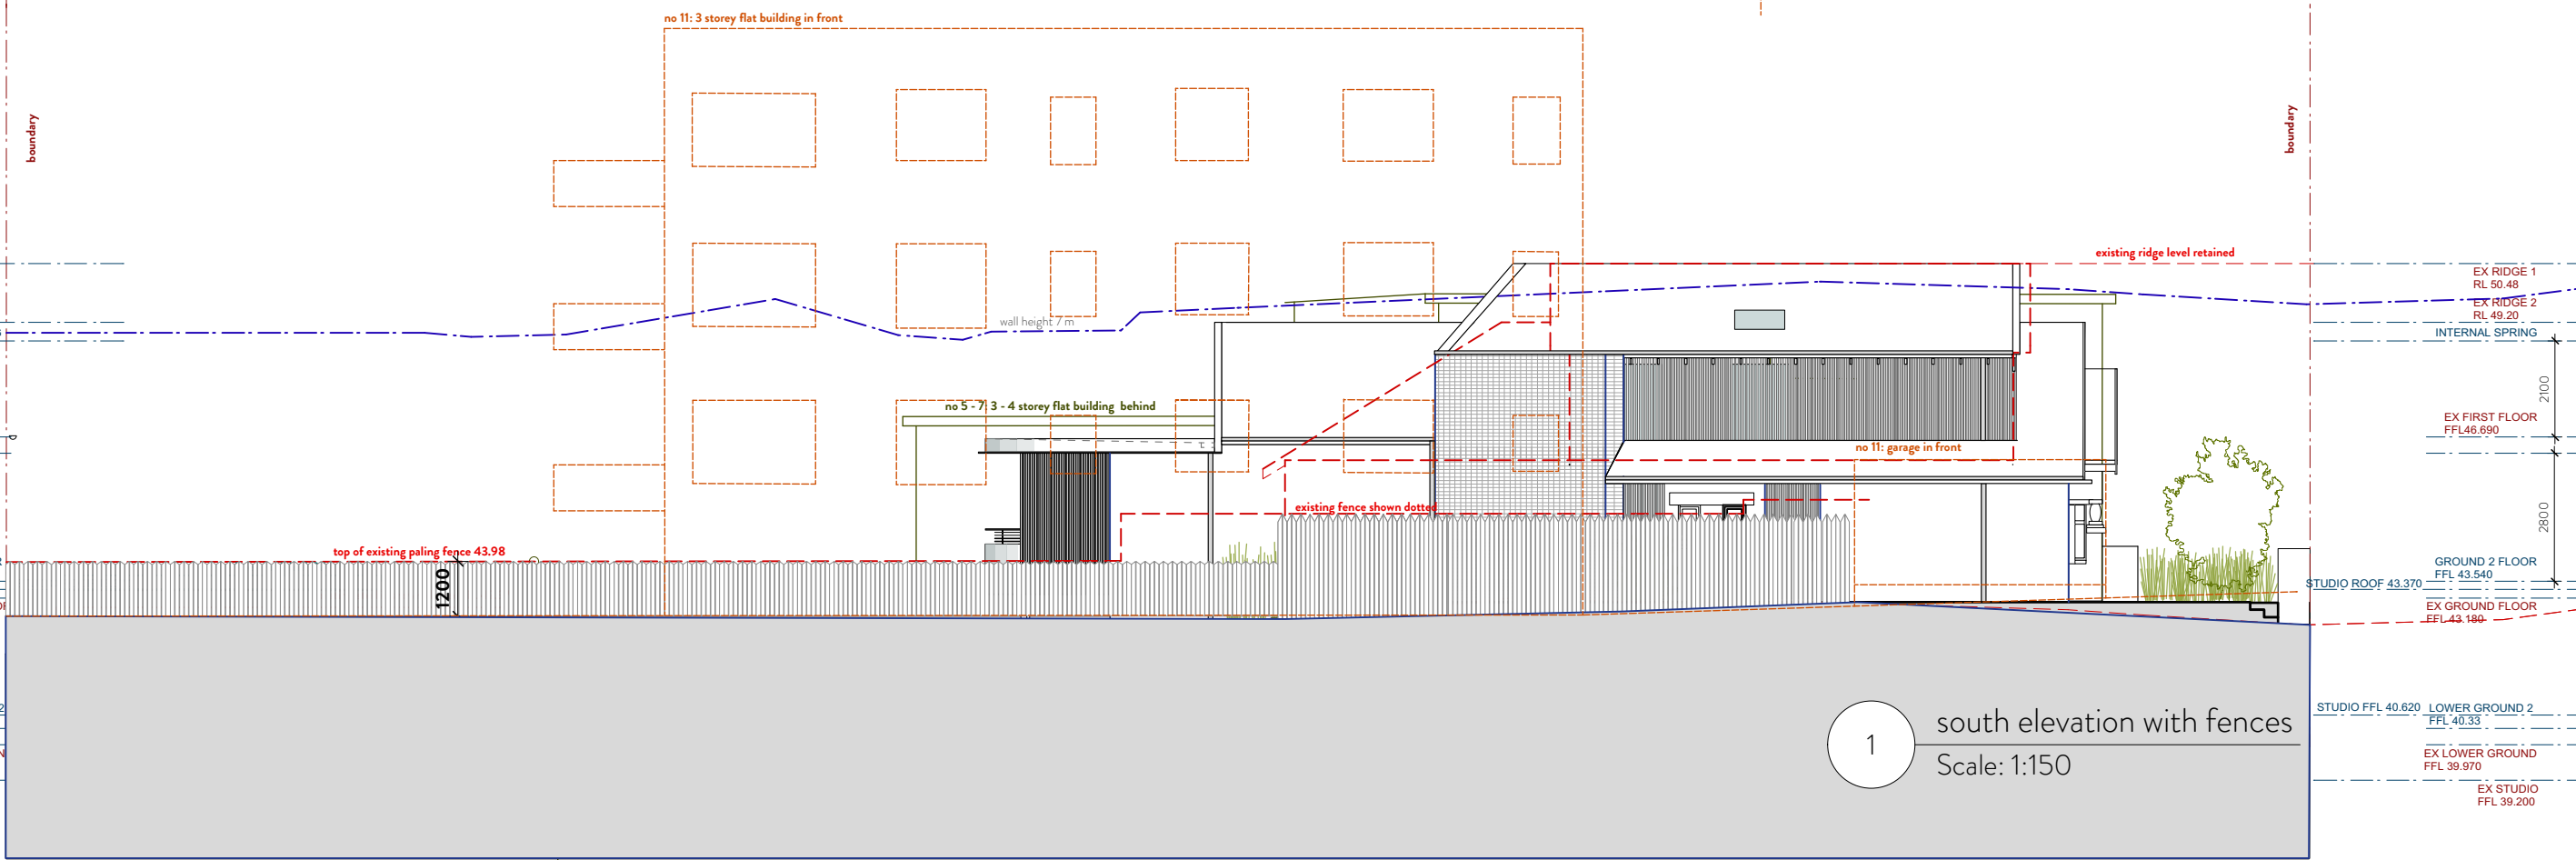 no 11: 3 storey flat building in front
boundary
boundary
existing ridge level retained
EX RIDGE 1
RL 50.48
EX RIDGE 2
RL 49.20
wall height 7 m
INTERNAL SPRING
2100
no 5 - 7: 3 - 4 storey flat building behind
EX FIRST FLOOR
FFL46.690
no 11: garage in front
existing fence shown dotted
2800
top of existing paling fence 43.98
1200
GROUND 2 FLOOR
FFL 43.540
STUDIO ROOF 43.370
EX GROUND FLOOR
FFL 43.180
STUDIO FFL 40.620
LOWER GROUND 2
FFL 40.33
1
south elevation with fences
Scale: 1:150
EX LOWER GROUND
FFL 39.970
EX STUDIO
FFL 39.200